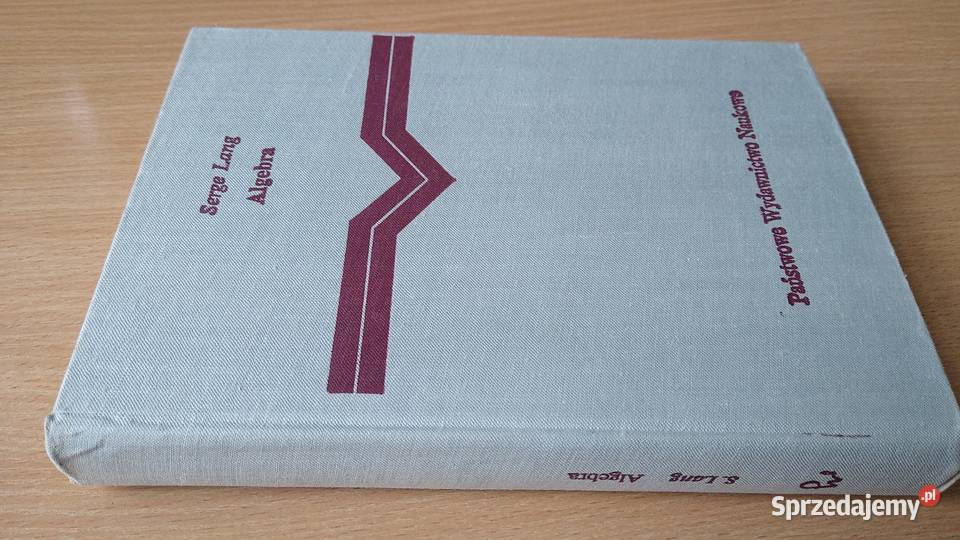 Serge Lang
Algebra
Państwowe Wydawnictwo Naukowe
S. Lang Algebra
Sprzedajemy.pl